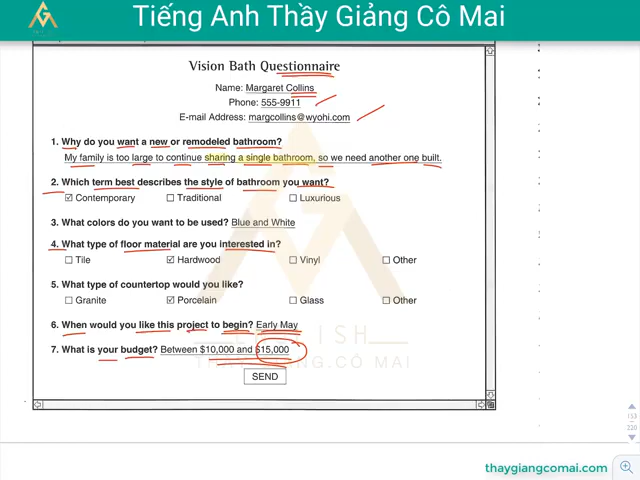 Tiếng Anh Thầy Giảng Cô Mai
Vision Bath Questionnaire
Name: Margaret Collins
Phone: 555-9911
E-mail Address: margcollins@wyohi.com
1. Why do you want a new or remodeled bathroom?
My family is too large to continue sharing a single bathroom, so we need another one built.
2. Which term best describes the style of bathroom you want?
☑ Contemporary ☐ Traditional ☐ Luxurious
3. What colors do you want to be used? Blue and White
4. What type of floor material are you interested in?
☐ Tile ☑ Hardwood ☐ Vinyl ☐ Other
5. What type of countertop would you like?
☐ Granite ☑ Porcelain ☐ Glass ☐ Other
6. When would you like this project to begin? Early May
7. What is your budget? Between $10,000 and $15,000
SEND
153
220
thaygiangcomai.com